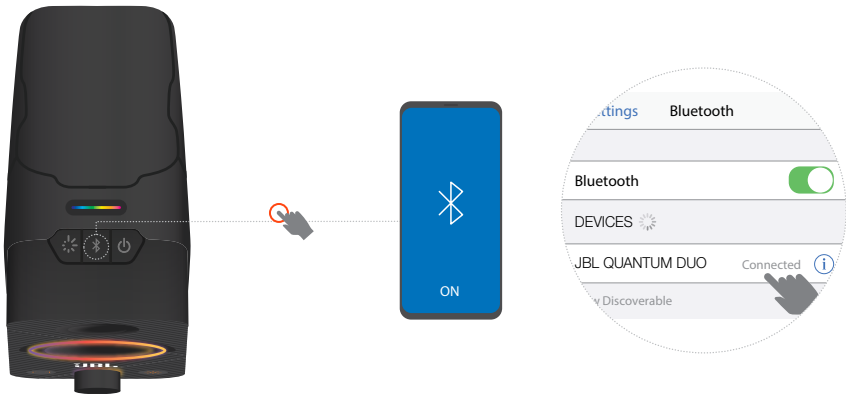 ON
ttings Bluetooth
Bluetooth
DEVICES
JBL QUANTUM DUO Connected i
Discoverable